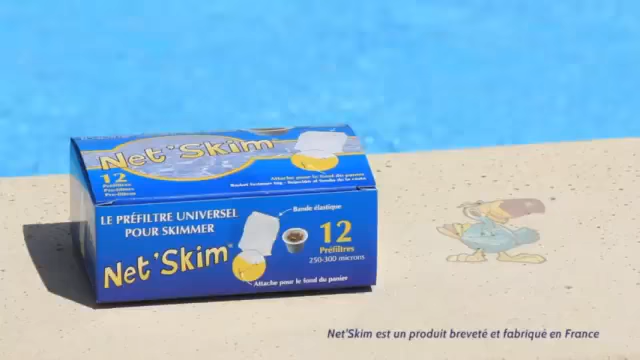 Net'Skim
12
Préfiltres
Pre-filters
Attache pour le fond du panier
LE PRÉFILTRE UNIVERSEL
POUR SKIMMER
Bande élastique
12
Préfiltres
250-300 microns
Net'Skim
Attache pour le fond du panier
Net'Skim est un produit breveté et fabriqué en France